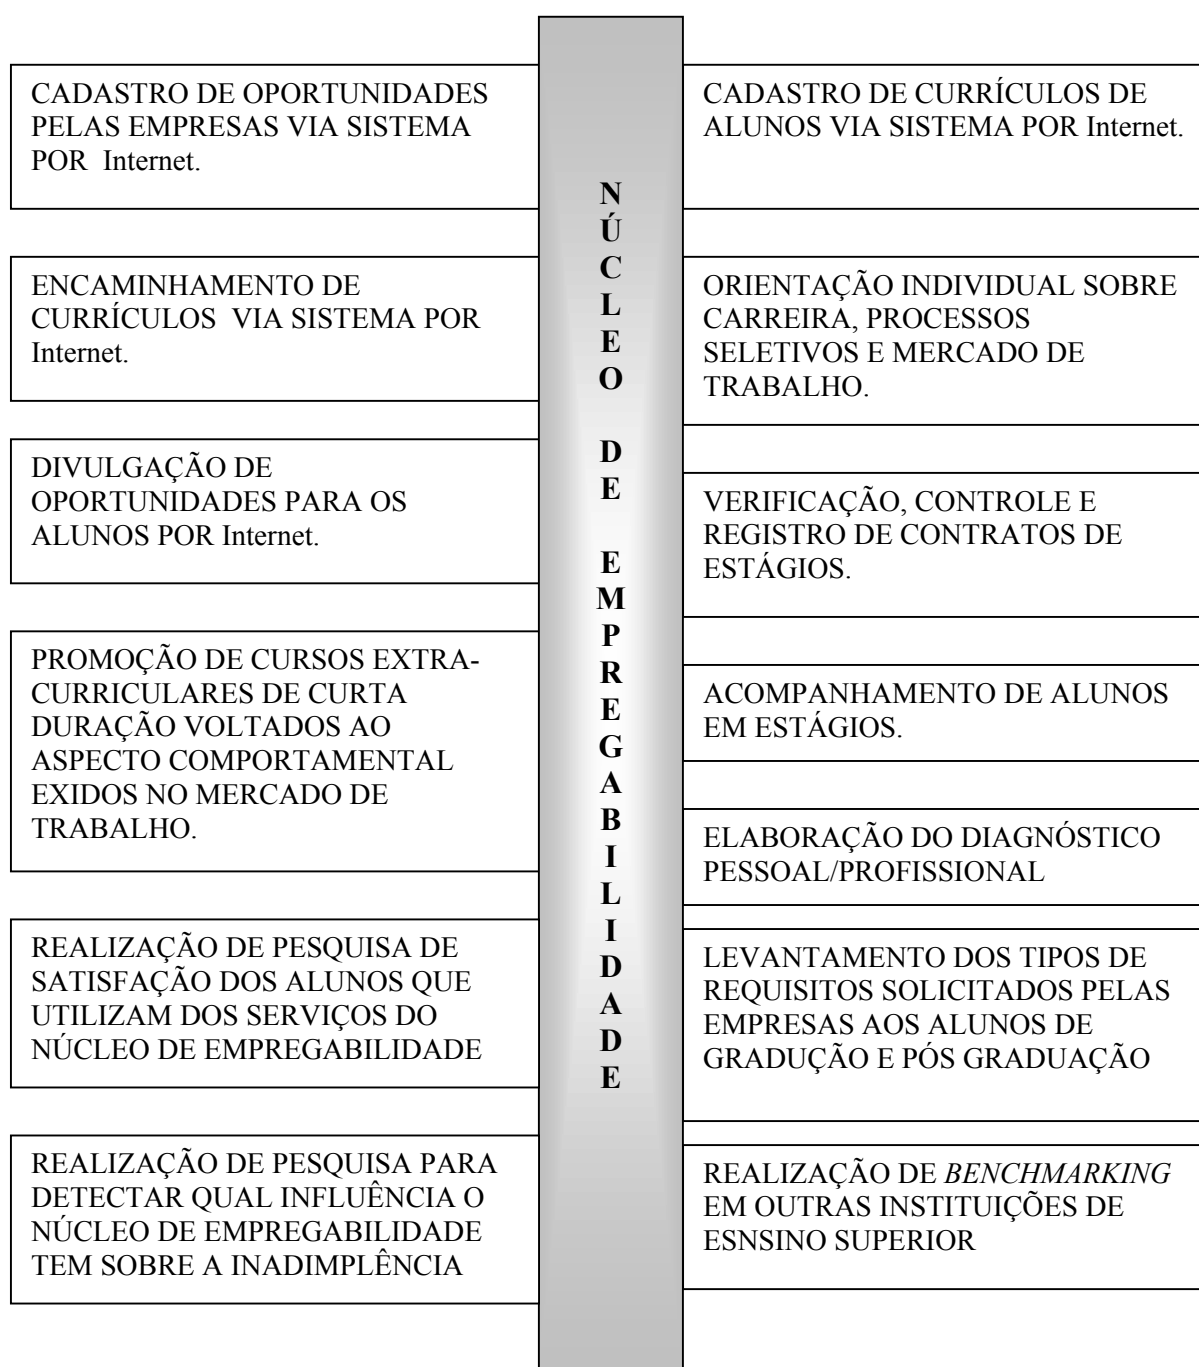 CADASTRO DE OPORTUNIDADES
PELAS EMPRESAS VIA SISTEMA
POR Internet.
ENCAMINHAMENTO DE
CURRÍCULOS VIA SISTEMA POR
Internet.
DIVULGAÇÃO DE
OPORTUNIDADES PARA OS
ALUNOS POR Internet.
PROMOÇÃO DE CURSOS EXTRA-
CURRICULARES DE CURTA
DURAÇÃO VOLTADOS AO
ASPECTO COMPORTAMENTAL
EXIDOS NO MERCADO DE
TRABALHO.
REALIZAÇÃO DE PESQUISA DE
SATISFAÇÃO DOS ALUNOS QUE
UTILIZAM DOS SERVIÇOS DO
NÚCLEO DE EMPREGABILIDADE
REALIZAÇÃO DE PESQUISA PARA
DETECTAR QUAL INFLUÊNCIA O
NÚCLEO DE EMPREGABILIDADE
TEM SOBRE A INADIMPLÊNCIA
NÚCLEO DE EMPREGABILIDADE
CADASTRO DE CURRÍCULOS DE
ALUNOS VIA SISTEMA POR Internet.
ORIENTAÇÃO INDIVIDUAL SOBRE
CARREIRA, PROCESSOS
SELETIVOS E MERCADO DE
TRABALHO.
VERIFICAÇÃO, CONTROLE E
REGISTRO DE CONTRATOS DE
ESTÁGIOS.
ACOMPANHAMENTO DE ALUNOS
EM ESTÁGIOS.
ELABORAÇÃO DO DIAGNÓSTICO
PESSOAL/PROFISSIONAL
LEVANTAMENTO DOS TIPOS DE
REQUISITOS SOLICITADOS PELAS
EMPRESAS AOS ALUNOS DE
GRADUÇÃO E PÓS GRADUAÇÃO
REALIZAÇÃO DE BENCHMARKING
EM OUTRAS INSTITUIÇÕES DE
ESNSINO SUPERIOR